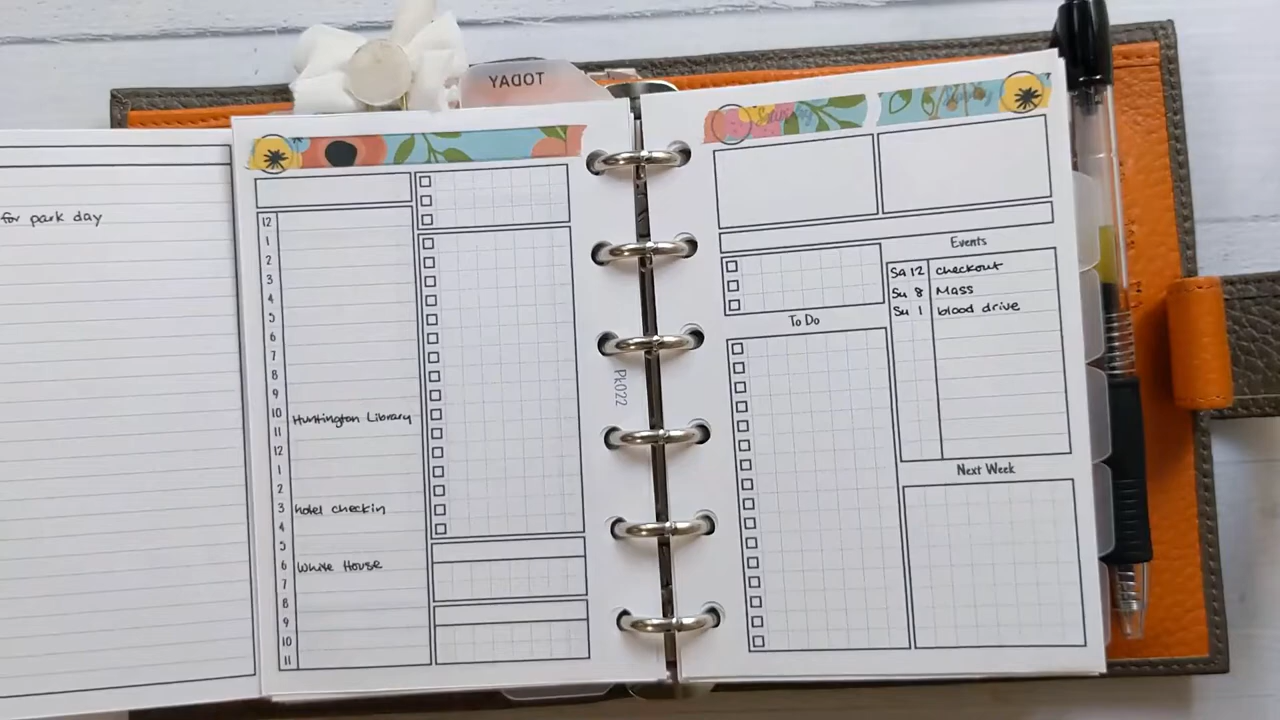 TODAY
for park day
12
1
2
3
4
5
6
7
8
9
10
Huntington Library
11
12
1
2
3 hotel checkin
4
5
6 White House
7
8
9
10
11
Pk022
Saturday
Events
Sa 12 checkout
Su 8 Mass
Su 1 blood drive
To Do
Next Week